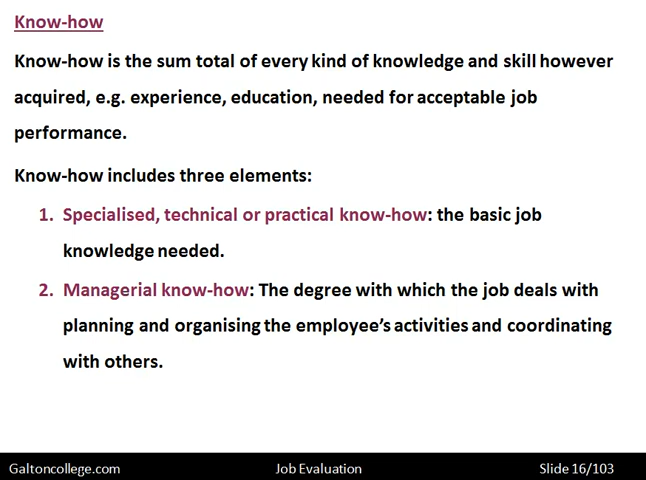 Know-how
Know-how is the sum total of every kind of knowledge and skill however
acquired, e.g. experience, education, needed for acceptable job
performance.
Know-how includes three elements:
1. Specialised, technical or practical know-how: the basic job
knowledge needed.
2. Managerial know-how: The degree with which the job deals with
planning and organising the employee’s activities and coordinating
with others.
Galtoncollege.com Job Evaluation Slide 16/103